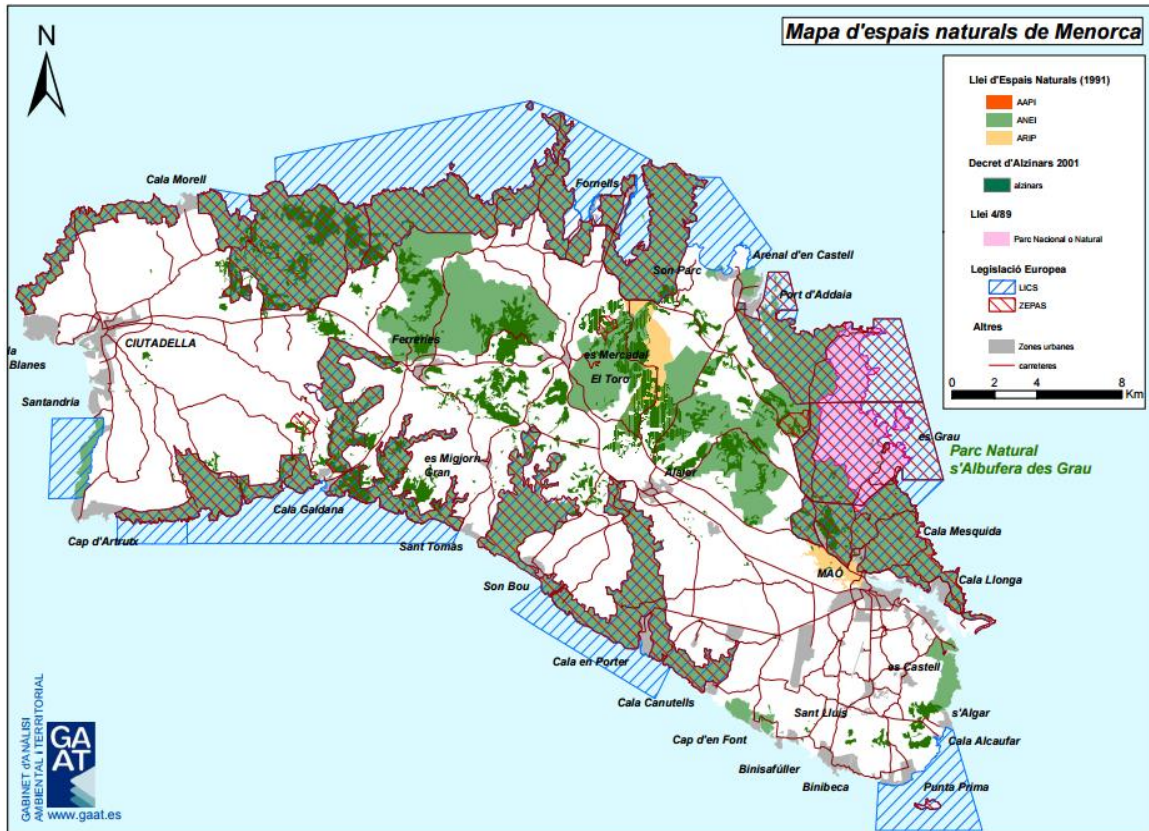 Mapa d'espais naturals de Menorca
N
Llei d'Espais Naturals (1991)
AAPI
ANEI
ARIP
Decret d'Alzinars 2001
alzinars
Llei 4/89
Parc Nacional o Natural
Legislació Europea
LICS
ZEPAS
Altres
Zones urbanes
carreteres
0 2 4 8
Km
Cala Morell
Fornells
Arenal d'en Castell
Son Parc
Port d'Addaia
CIUTADELLA
la
Blanes
Ferreries
es Mercadal
El Toro
Santandria
es Grau
Parc Natural
s'Albufera des Grau
es Migjorn
Gran
Alaior
Cala Galdana
Cap d'Artrutx
Sant Tomas
Cala Mesquida
Son Bou
MAÓ
Cala Llonga
Cala en Porter
es Castell
Cala Canutells
Sant Lluis
s'Algar
Cap d'en Font
Cala Alcaufar
Binisafúller
Binibeca
Punta Prima
GABINET d'ANÀLISI
AMBIENTAL i TERRITORIAL
GA
AT
www.gaat.es